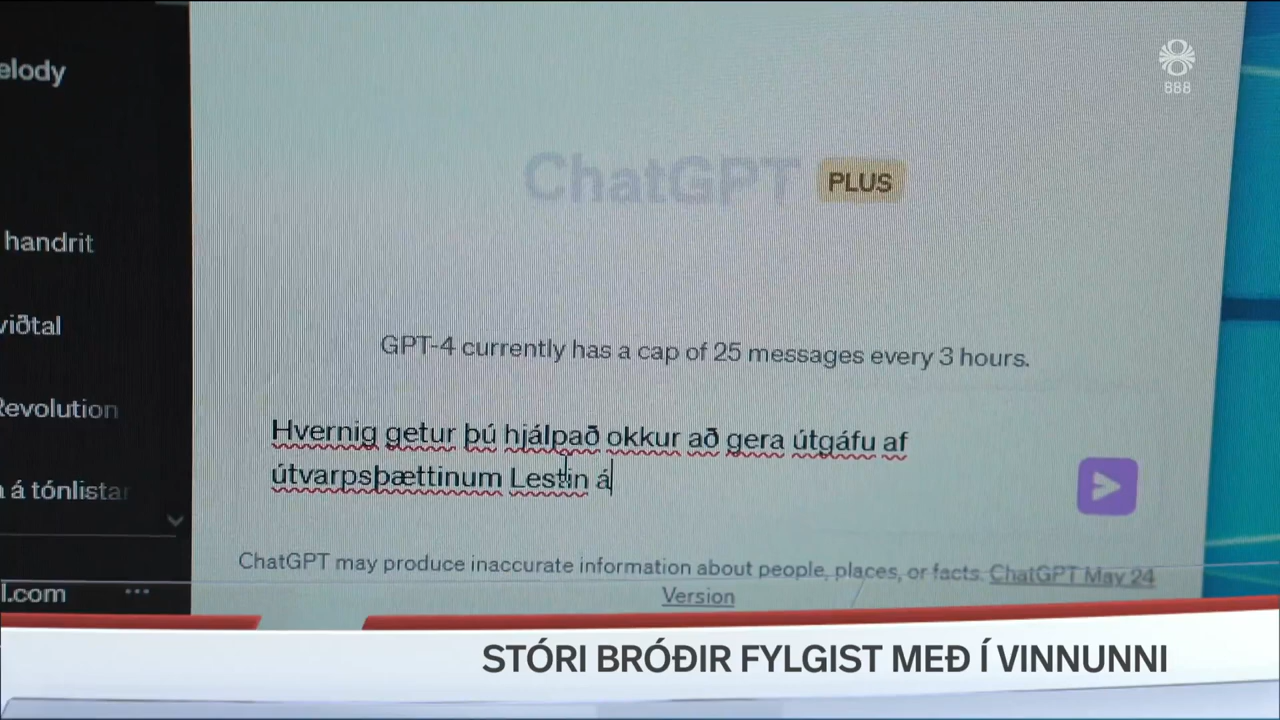 elody
handrit
viðtal
Revolution
á tónlistar
l.com
888
ChatGPT PLUS
GPT-4 currently has a cap of 25 messages every 3 hours.
Hvernig getur þú hjálpað okkur að gera útgáfu af
útvarpsþættinum Lestin á
ChatGPT may produce inaccurate information about people, places, or facts. ChatGPT May 24
Version
STÓRI BRÓÐIR FYLGIST MEÐ Í VINNUNNI